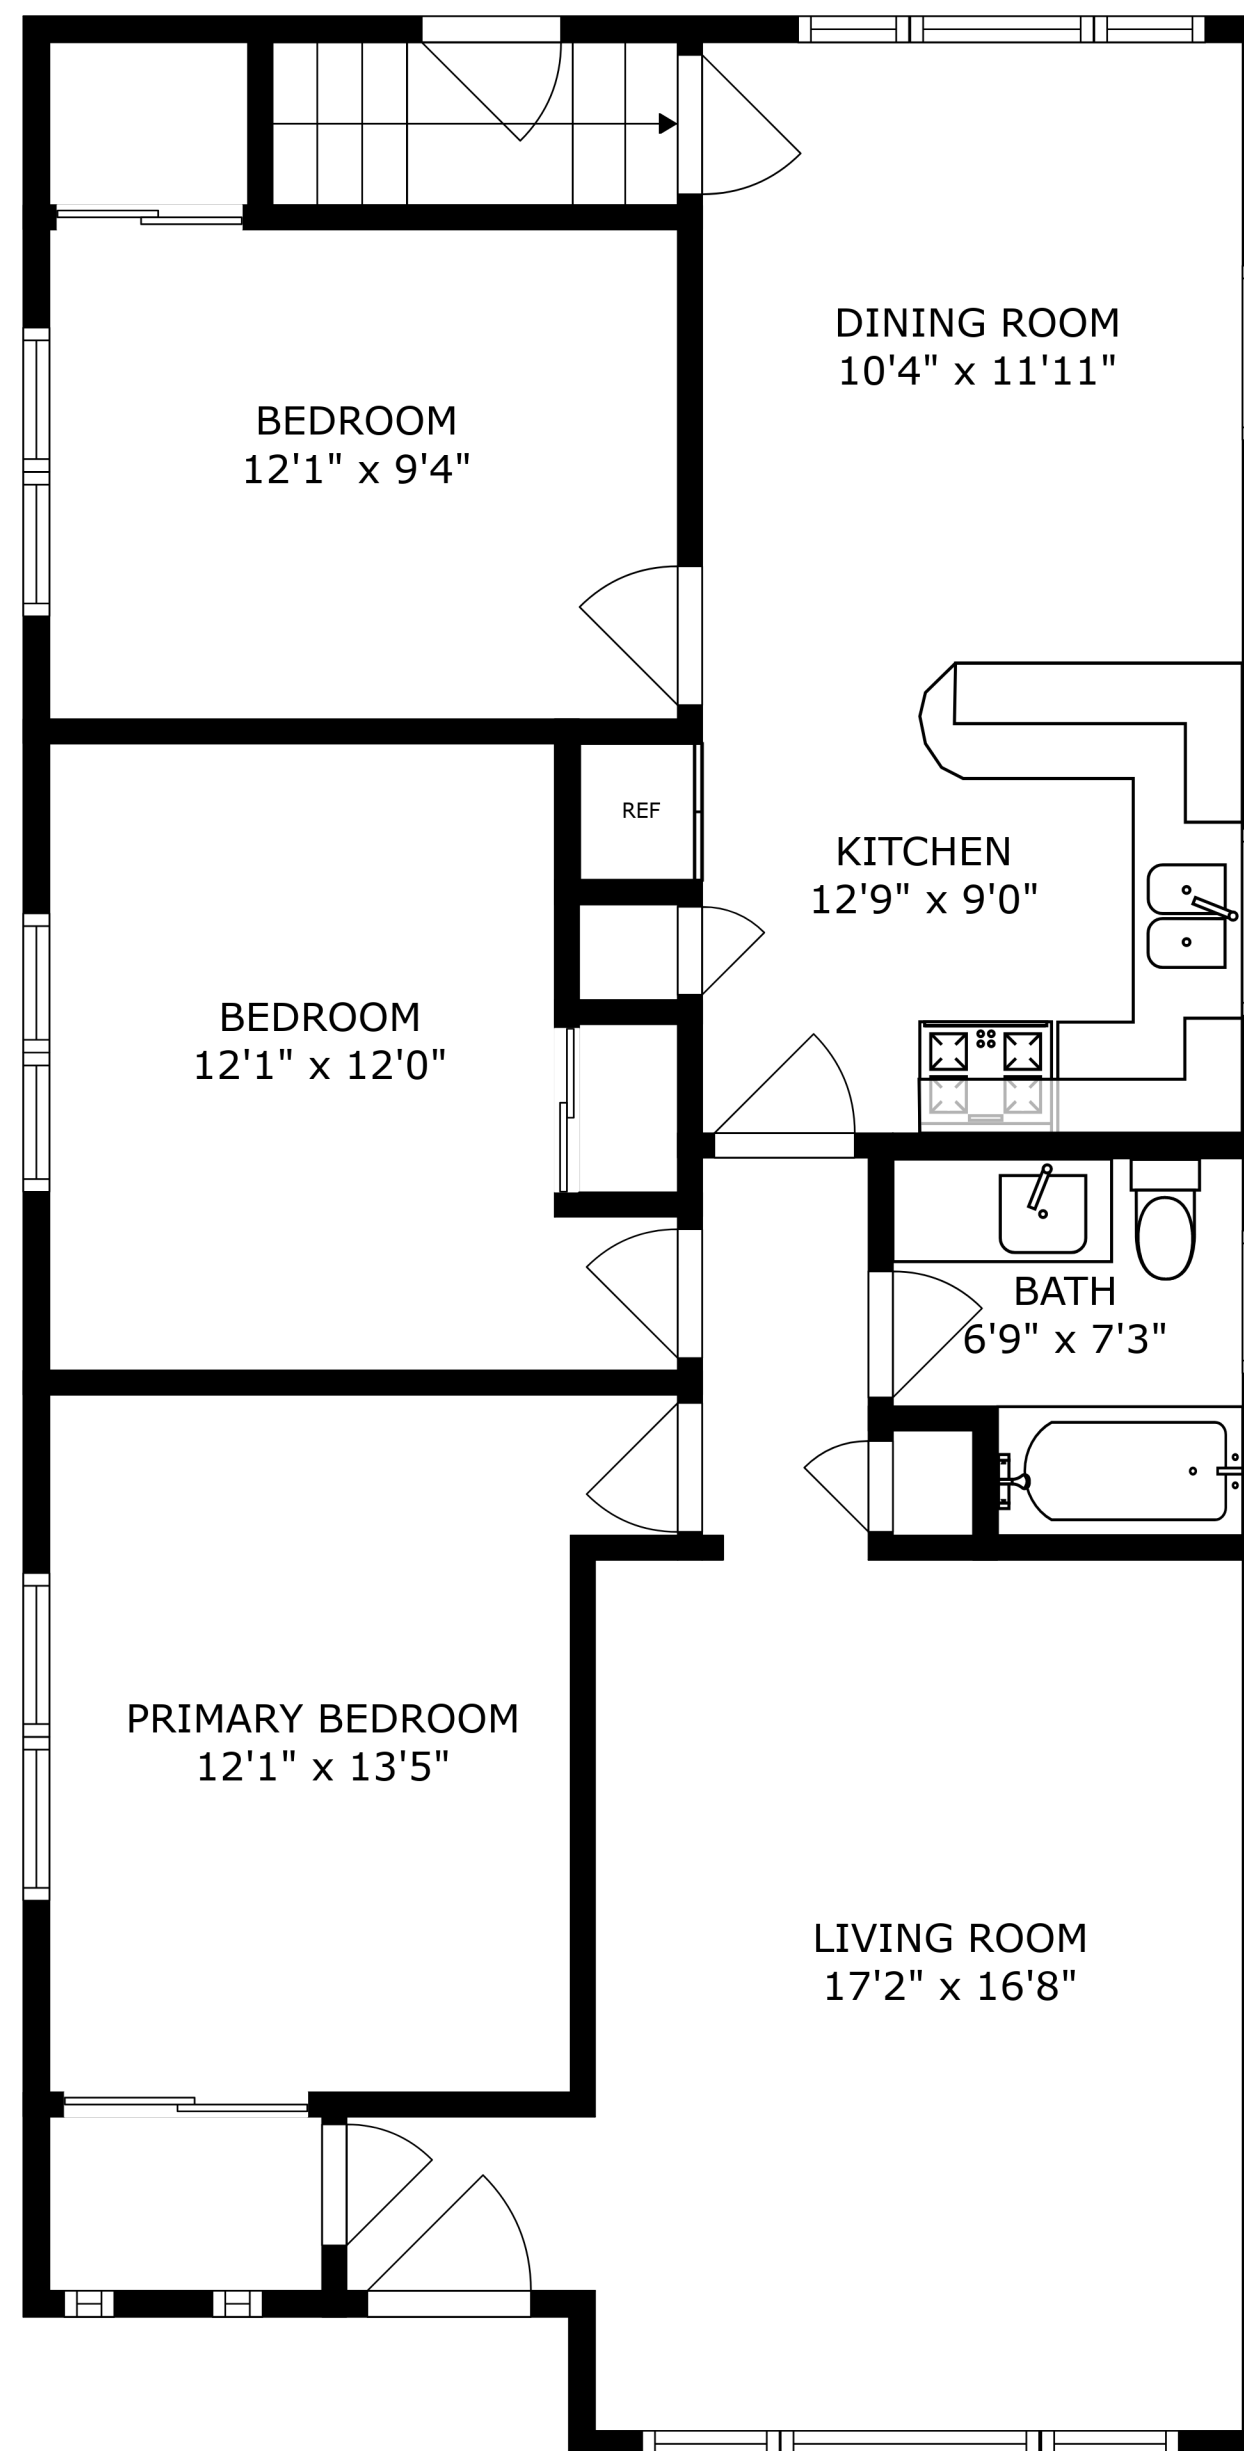 DINING ROOM
10'4" x 11'11"
BEDROOM
12'1" x 9'4"
REF
KITCHEN
12'9" x 9'0"
BEDROOM
12'1" x 12'0"
BATH
6'9" x 7'3"
PRIMARY BEDROOM
12'1" x 13'5"
LIVING ROOM
17'2" x 16'8"